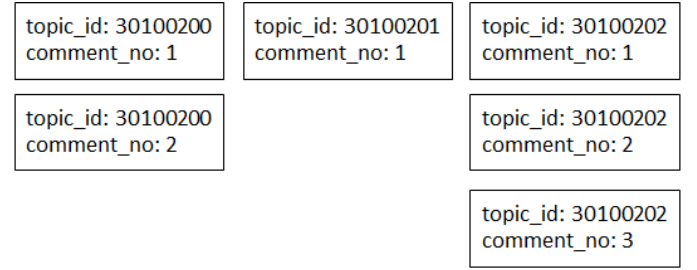 topic_id: 30100200
comment_no: 1
topic_id: 30100201
comment_no: 1
topic_id: 30100202
comment_no: 1
topic_id: 30100200
comment_no: 2
topic_id: 30100202
comment_no: 2
topic_id: 30100202
comment_no: 3